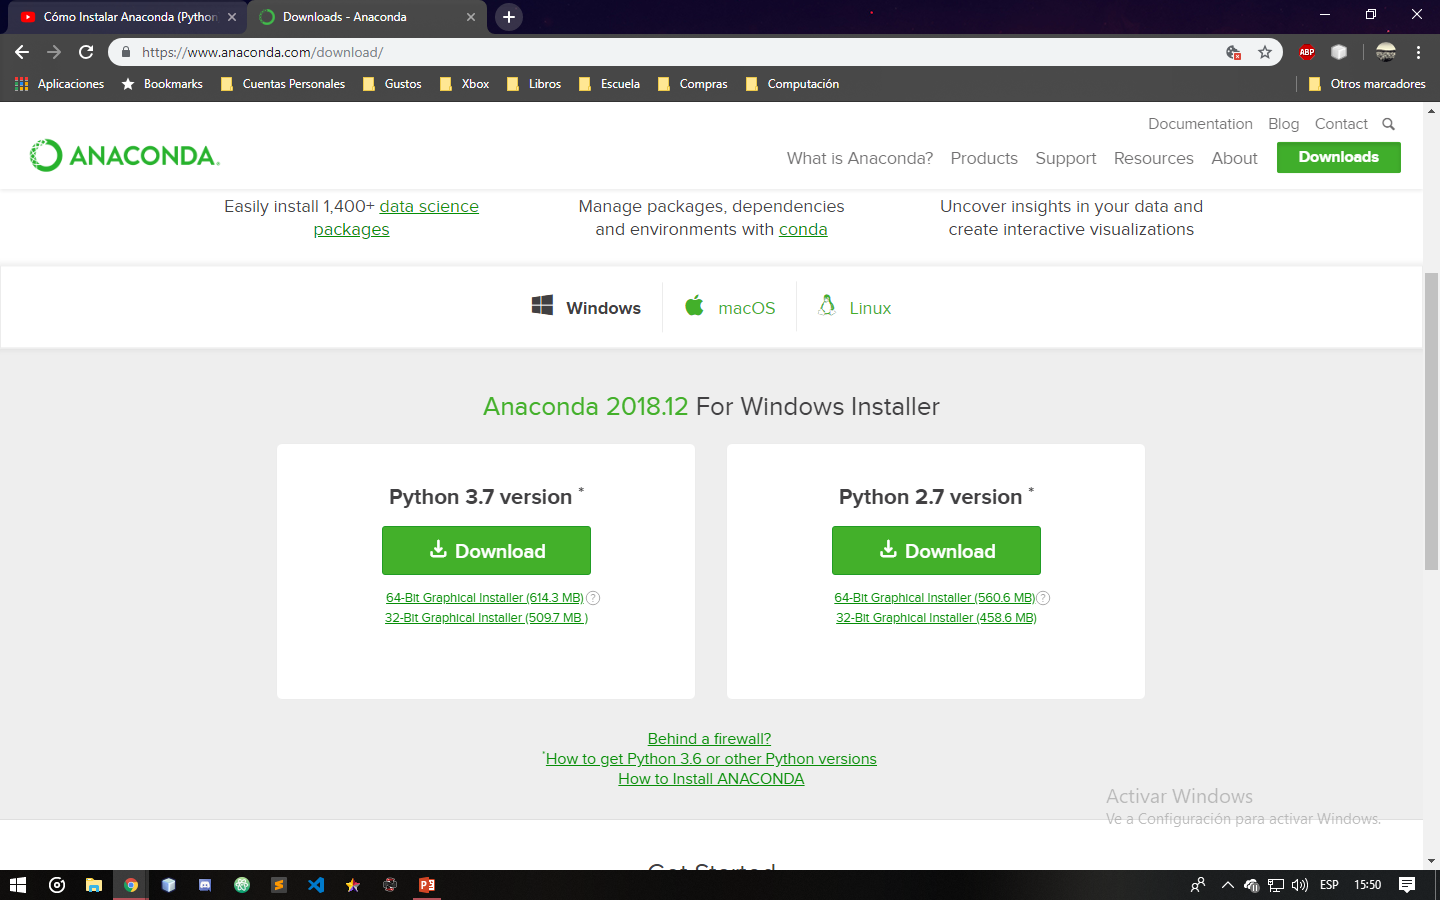 Cómo Instalar Anaconda (Python
Downloads - Anaconda
https://www.anaconda.com/download/
ABP
Aplicaciones
Bookmarks
Cuentas Personales
Gustos
Xbox
Libros
Escuela
Compras
Computación
Otros marcadores
Documentation
Blog
Contact
ANACONDA.
What is Anaconda?
Products
Support
Resources
About
Downloads
Easily install 1,400+ data science
packages
Manage packages, dependencies
and environments with conda
Uncover insights in your data and
create interactive visualizations
Windows
macOS
Linux
Anaconda 2018.12 For Windows Installer
Python 3.7 version *
Download
64-Bit Graphical Installer (614.3 MB) ?
32-Bit Graphical Installer (509.7 MB )
Python 2.7 version *
Download
64-Bit Graphical Installer (560.6 MB) ?
32-Bit Graphical Installer (458.6 MB)
Behind a firewall?
*How to get Python 3.6 or other Python versions
How to Install ANACONDA
Activar Windows
Ve a Configuración para activar Windows.
Get Started
ESP
15:50